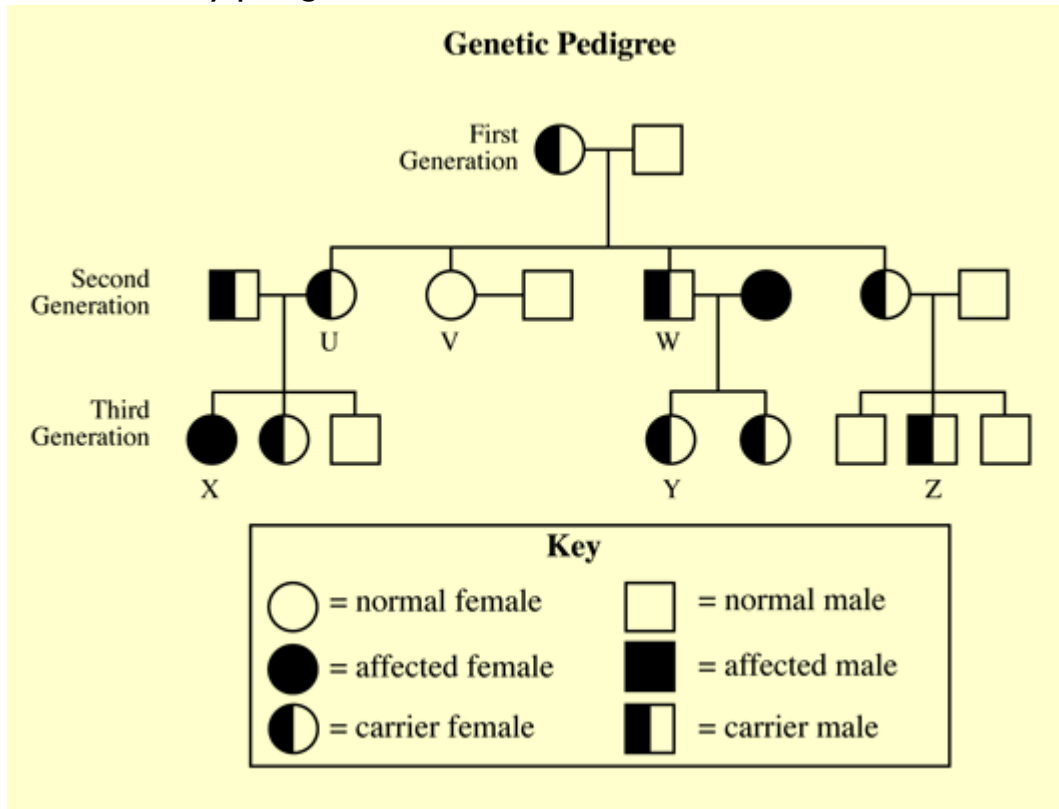 Genetic Pedigree
First
Generation
Second
Generation
U
V
W
Third
Generation
X
Y
Z
Key
= normal female
= normal male
= affected female
= affected male
= carrier female
= carrier male